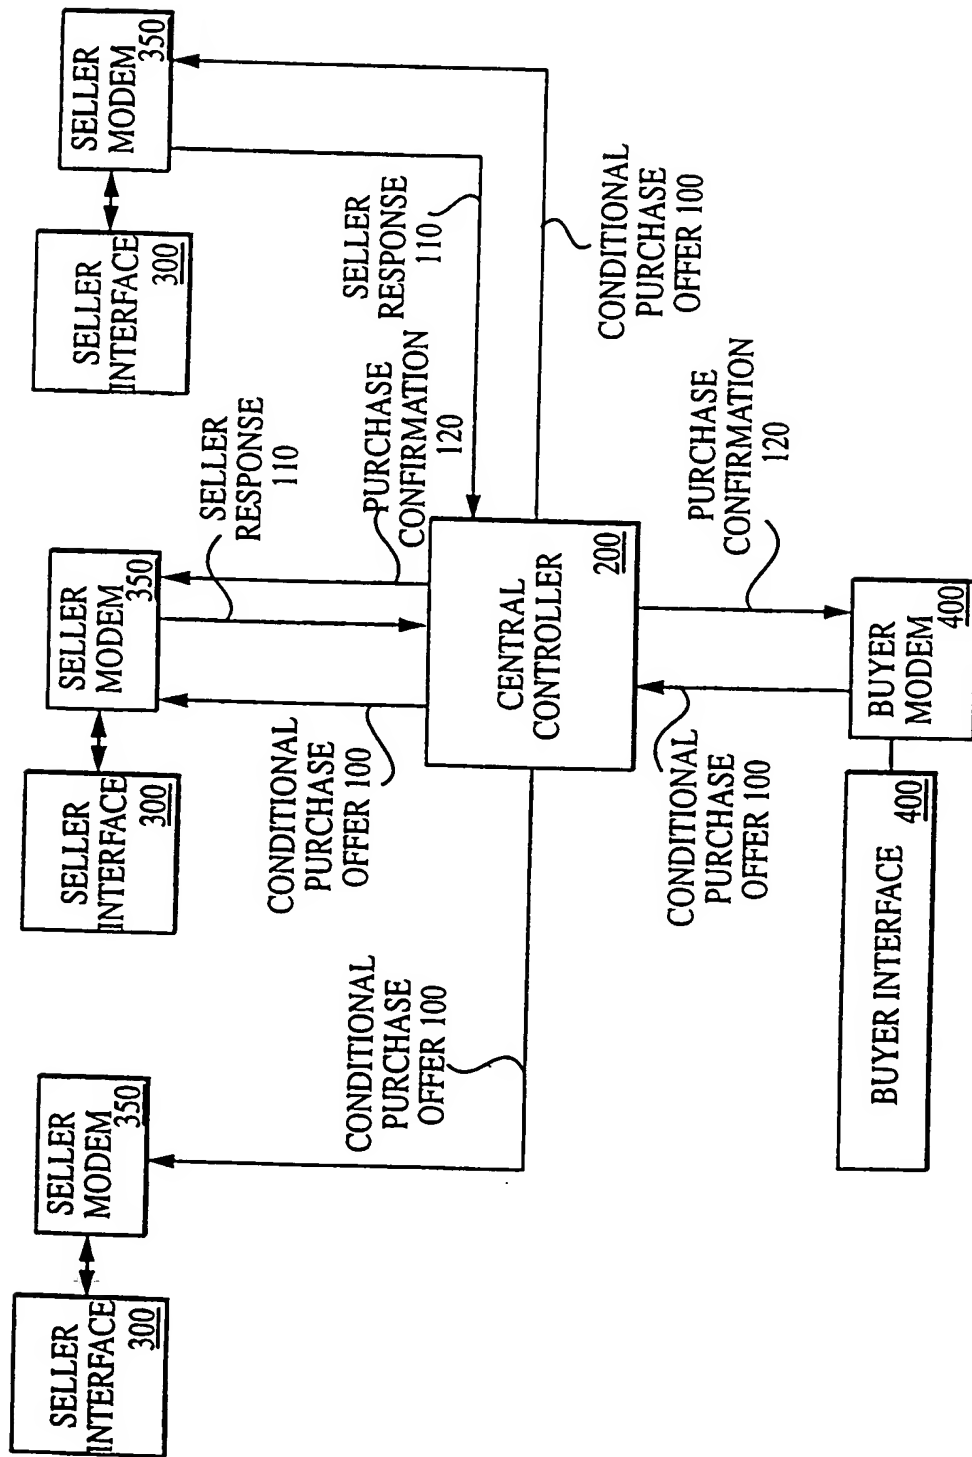 SELLER
INTERFACE
300
SELLER
MODEM
350
CONDITIONAL
PURCHASE
OFFER 100
SELLER
INTERFACE
300
SELLER
MODEM
350
CONDITIONAL
PURCHASE
OFFER 100
SELLER
RESPONSE
110
PURCHASE
CONFIRMATION
120
SELLER
INTERFACE
300
SELLER
MODEM
350
SELLER
RESPONSE
110
CONDITIONAL
PURCHASE
OFFER 100
CENTRAL
CONTROLLER
200
CONDITIONAL
PURCHASE
OFFER 100
PURCHASE
CONFIRMATION
120
BUYER INTERFACE
400
BUYER
MODEM
400